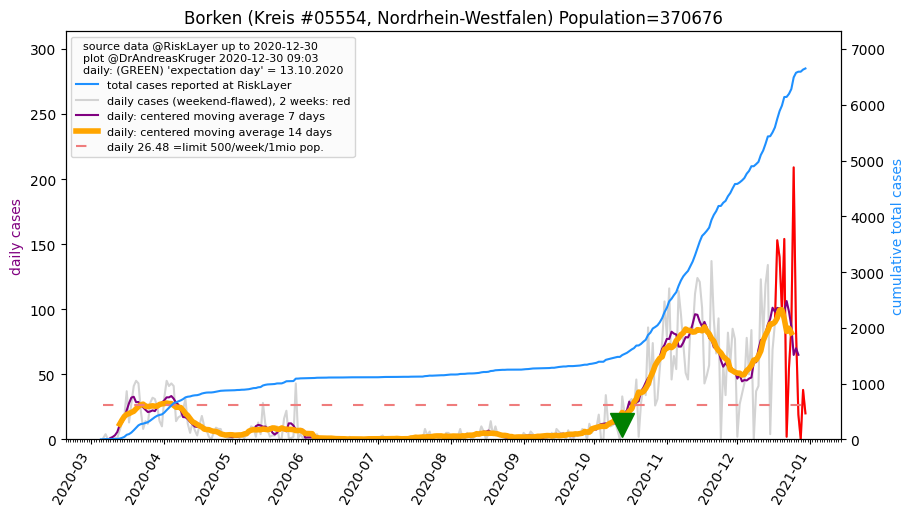 Borken (Kreis #05554, Nordrhein-Westfalen) Population=370676
source data @RiskLayer up to 2020-12-30
plot @DrAndreasKruger 2020-12-30 09:03
daily: (GREEN) 'expectation day' = 13.10.2020
total cases reported at RiskLayer
daily cases (weekend-flawed), 2 weeks: red
daily: centered moving average 7 days
daily: centered moving average 14 days
daily 26.48 =limit 500/week/1mio pop.
daily cases
300
250
200
150
100
50
0
cumulative total cases
7000
6000
5000
4000
3000
2000
1000
0
2020-03
2020-04
2020-05
2020-06
2020-07
2020-08
2020-09
2020-10
2020-11
2020-12
2021-01